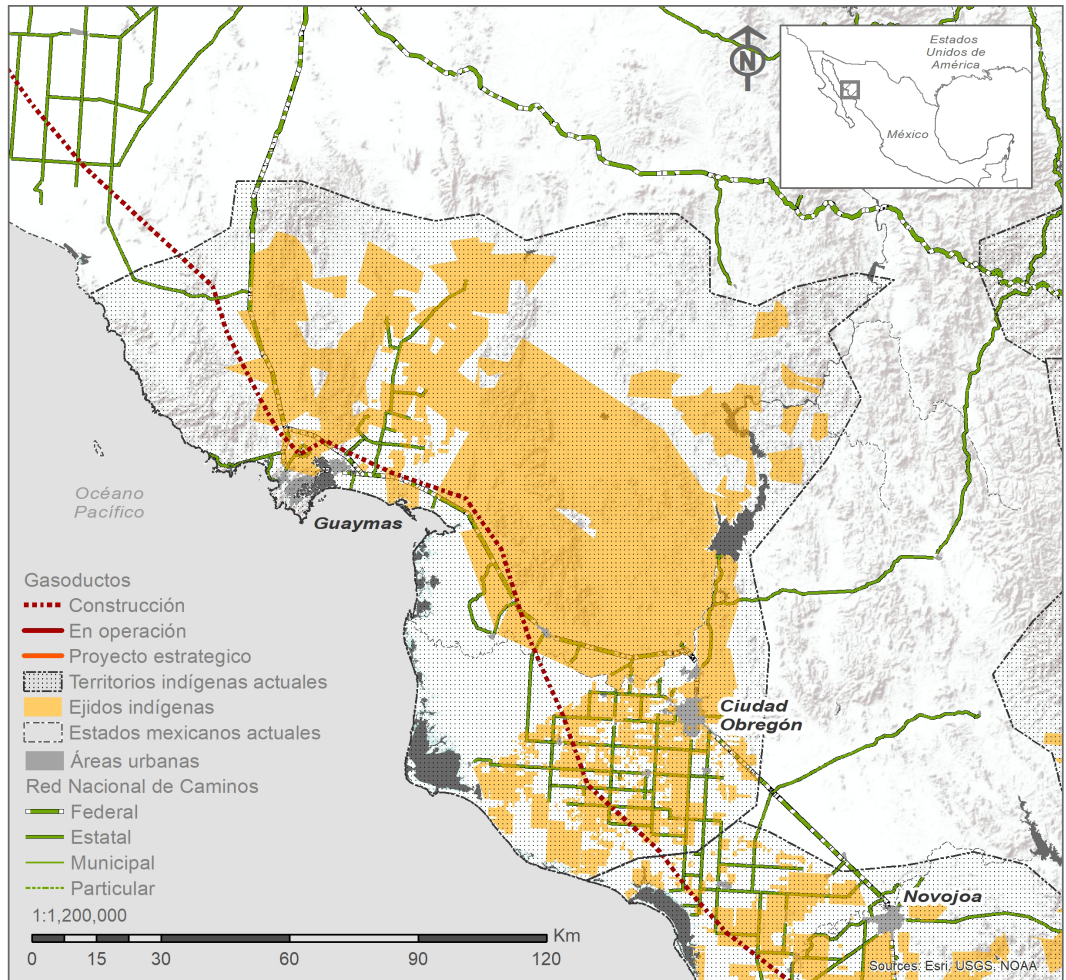 N
Estados
Unidos de
América
México
Océano
Pacífico
Guaymas
Ciudad
Obregón
Novojoa
Gasoductos
Construcción
En operación
Proyecto estrategico
Territorios indígenas actuales
Ejidos indígenas
Estados mexicanos actuales
Áreas urbanas
Red Nacional de Caminos
Federal
Estatal
Municipal
Particular
1:1,200,000
Km
0 15 30 60 90 120
Sources: Esri, USGS, NOAA